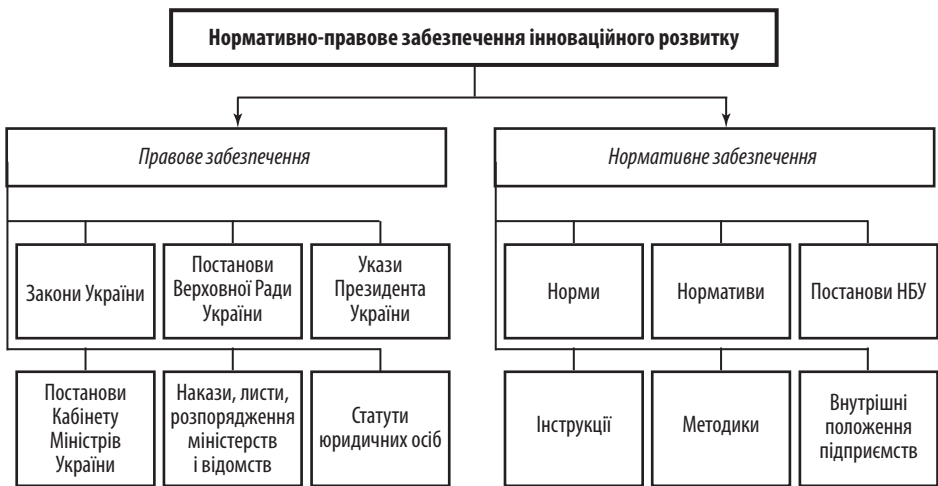 Нормативно-правове забезпечення інноваційного розвитку
Правове забезпечення
Нормативне забезпечення
Закони України
Постанови
Верховної Ради
України
Укази
Президента
України
Норми
Нормативи
Постанови НБУ
Постанови
Кабінету
Міністрів
України
Накази, листи,
розпорядження
міністерств
і відомств
Статути
юридичних осіб
Інструкції
Методики
Внутрішні
положення
підприємств